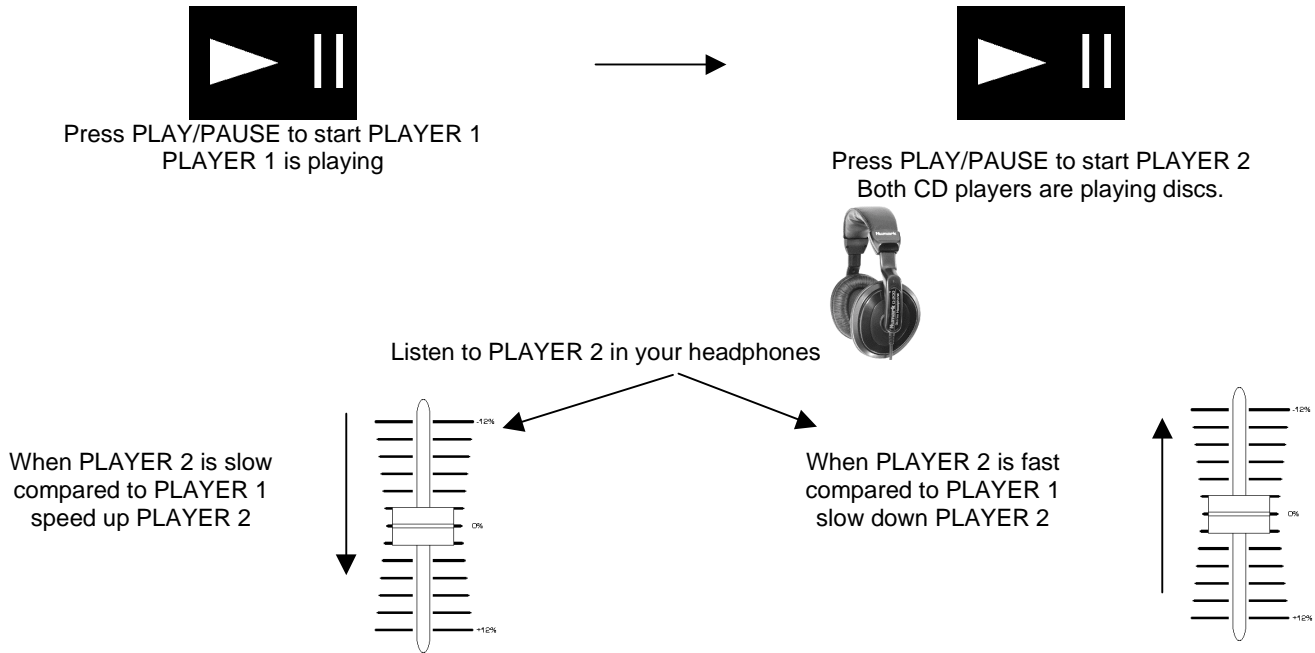 Press PLAY/PAUSE to start PLAYER 1
PLAYER 1 is playing
Press PLAY/PAUSE to start PLAYER 2
Both CD players are playing discs.
Numark
Numark
Listen to PLAYER 2 in your headphones
When PLAYER 2 is slow
compared to PLAYER 1
speed up PLAYER 2
-12%
0%
+12%
When PLAYER 2 is fast
compared to PLAYER 1
slow down PLAYER 2
-12%
0%
+12%